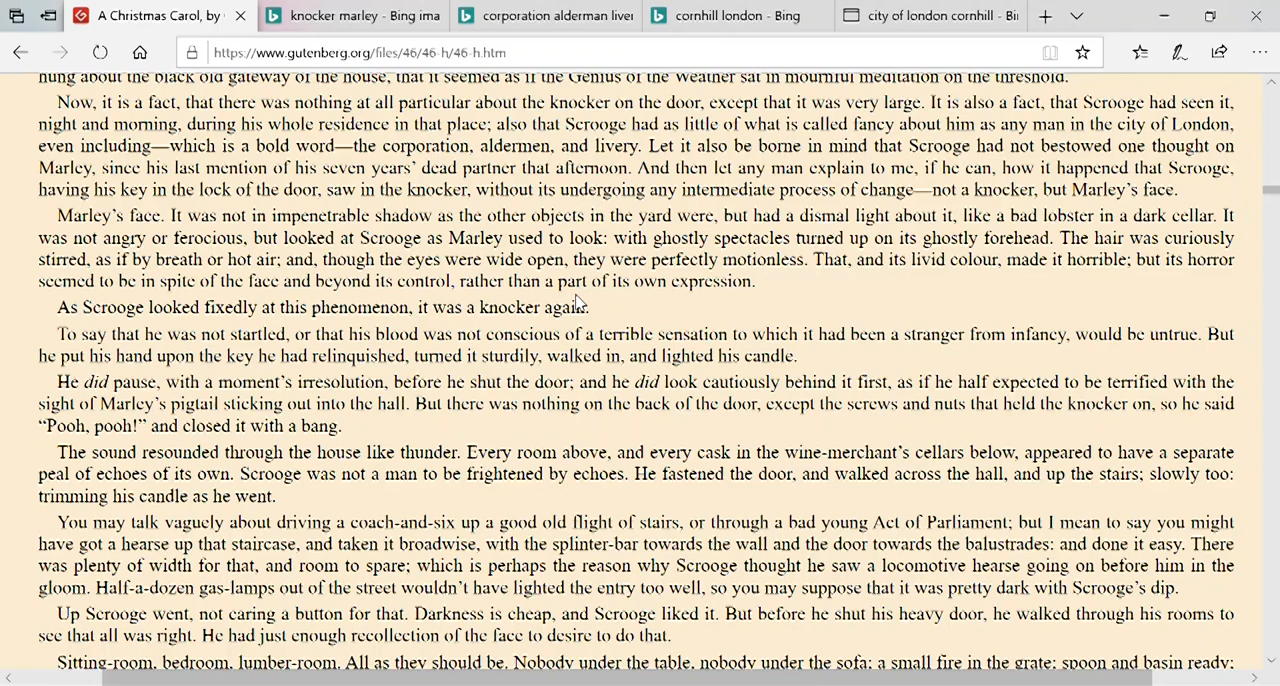 A Christmas Carol, by
knocker marley - Bing ima
corporation alderman liver
cornhill london - Bing
city of london cornhill - Bi
https://www.gutenberg.org/files/46/46-h/46-h.htm
hung about the black old gateway of the house, that it seemed as if the Genius of the Weather sat in mournful meditation on the threshold.
Now, it is a fact, that there was nothing at all particular about the knocker on the door, except that it was very large. It is also a fact, that Scrooge had seen it,
night and morning, during his whole residence in that place; also that Scrooge had as little of what is called fancy about him as any man in the city of London,
even including—which is a bold word—the corporation, aldermen, and livery. Let it also be borne in mind that Scrooge had not bestowed one thought on
Marley, since his last mention of his seven years’ dead partner that afternoon. And then let any man explain to me, if he can, how it happened that Scrooge,
having his key in the lock of the door, saw in the knocker, without its undergoing any intermediate process of change—not a knocker, but Marley’s face.
Marley’s face. It was not in impenetrable shadow as the other objects in the yard were, but had a dismal light about it, like a bad lobster in a dark cellar. It
was not angry or ferocious, but looked at Scrooge as Marley used to look: with ghostly spectacles turned up on its ghostly forehead. The hair was curiously
stirred, as if by breath or hot air; and, though the eyes were wide open, they were perfectly motionless. That, and its livid colour, made it horrible; but its horror
seemed to be in spite of the face and beyond its control, rather than a part of its own expression.
As Scrooge looked fixedly at this phenomenon, it was a knocker again.
To say that he was not startled, or that his blood was not conscious of a terrible sensation to which it had been a stranger from infancy, would be untrue. But
he put his hand upon the key he had relinquished, turned it sturdily, walked in, and lighted his candle.
He did pause, with a moment’s irresolution, before he shut the door; and he did look cautiously behind it first, as if he half expected to be terrified with the
sight of Marley’s pigtail sticking out into the hall. But there was nothing on the back of the door, except the screws and nuts that held the knocker on, so he said
“Pooh, pooh!” and closed it with a bang.
The sound resounded through the house like thunder. Every room above, and every cask in the wine-merchant’s cellars below, appeared to have a separate
peal of echoes of its own. Scrooge was not a man to be frightened by echoes. He fastened the door, and walked across the hall, and up the stairs; slowly too:
trimming his candle as he went.
You may talk vaguely about driving a coach-and-six up a good old flight of stairs, or through a bad young Act of Parliament; but I mean to say you might
have got a hearse up that staircase, and taken it broadwise, with the splinter-bar towards the wall and the door towards the balustrades: and done it easy. There
was plenty of width for that, and room to spare; which is perhaps the reason why Scrooge thought he saw a locomotive hearse going on before him in the
gloom. Half-a-dozen gas-lamps out of the street wouldn’t have lighted the entry too well, so you may suppose that it was pretty dark with Scrooge’s dip.
Up Scrooge went, not caring a button for that. Darkness is cheap, and Scrooge liked it. But before he shut his heavy door, he walked through his rooms to
see that all was right. He had just enough recollection of the face to desire to do that.
Sitting-room, bedroom, lumber-room. All as they should be. Nobody under the table, nobody under the sofa; a small fire in the grate; spoon and basin ready;